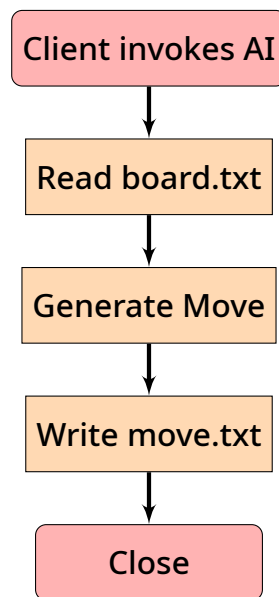 Client invokes AI
Read board.txt
Generate Move
Write move.txt
Close